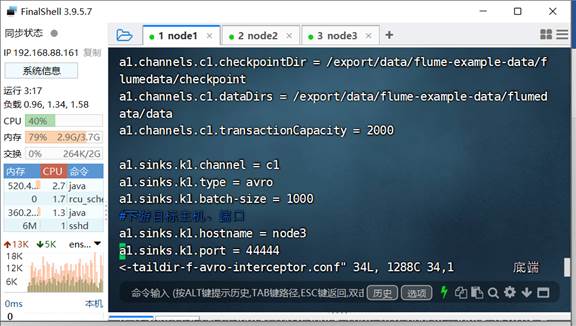 FinalShell 3.9.5.7
同步状态
IP 192.168.88.161 复制
系统信息
运行 3:17
负载 0.96, 1.34, 1.58
CPU 40%
内存 79% 2.9G/3.7G
交换 0% 264K/2G
内存 CPU 命令
520.4... 2.7 java
0 1.7 rcu_sche
360.2... 1.3 java
6M 1 sshd
13K 5K ens...
18K
12K
6K
0ms 本机
0
1 node1 2 node2 3 node3 +
a1.channels.c1.checkpointDir = /export/data/flume-example-data/f
lumedata/checkpoint
a1.channels.c1.dataDirs = /export/data/flume-example-data/flumed
ata/data
a1.channels.c1.transactionCapacity = 2000
a1.sinks.k1.channel = c1
a1.sinks.k1.type = avro
a1.sinks.k1.batch-size = 1000
#下游目标主机、端口
a1.sinks.k1.hostname = node3
a1.sinks.k1.port = 44444
<-taildir-f-avro-interceptor.conf" 34L, 1288C 34,1 底端
命令输入 (按ALT键提示历史,TAB键路径,ESC键返回,双击 历史 选项